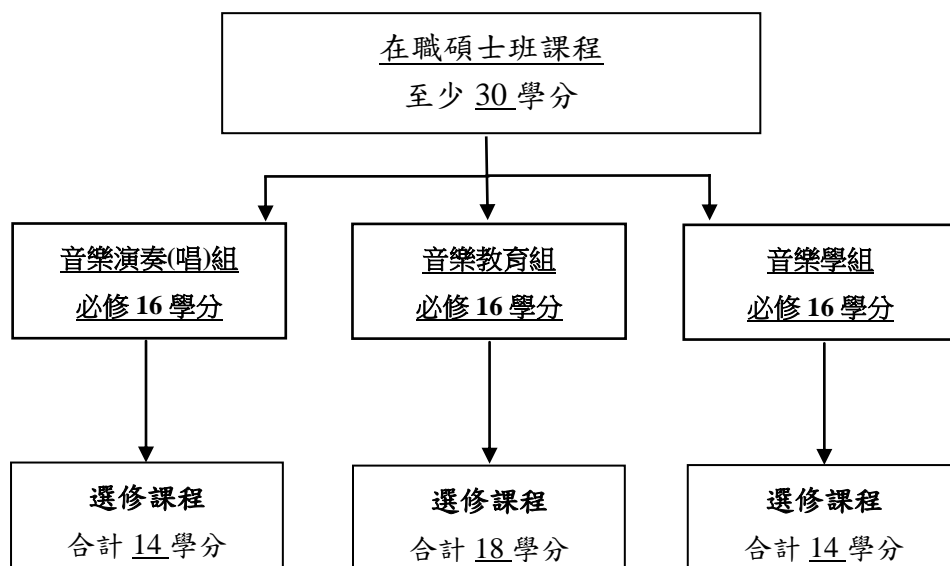 在職碩士班課程
至少 30 學分
音樂演奏(唱)組
必修 16 學分
音樂教育組
必修 16 學分
音樂學組
必修 16 學分
選修課程
合計 14 學分
選修課程
合計 18 學分
選修課程
合計 14 學分